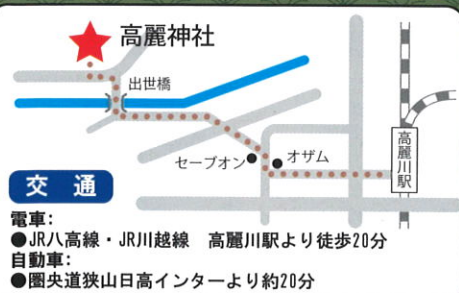 高麗神社
出世橋
セーブオン
オザム
高麗川駅
交 通
電車:
●JR八高線・JR川越線 高麗川駅より徒歩20分
自動車:
●圏央道狭山日高インターより約20分